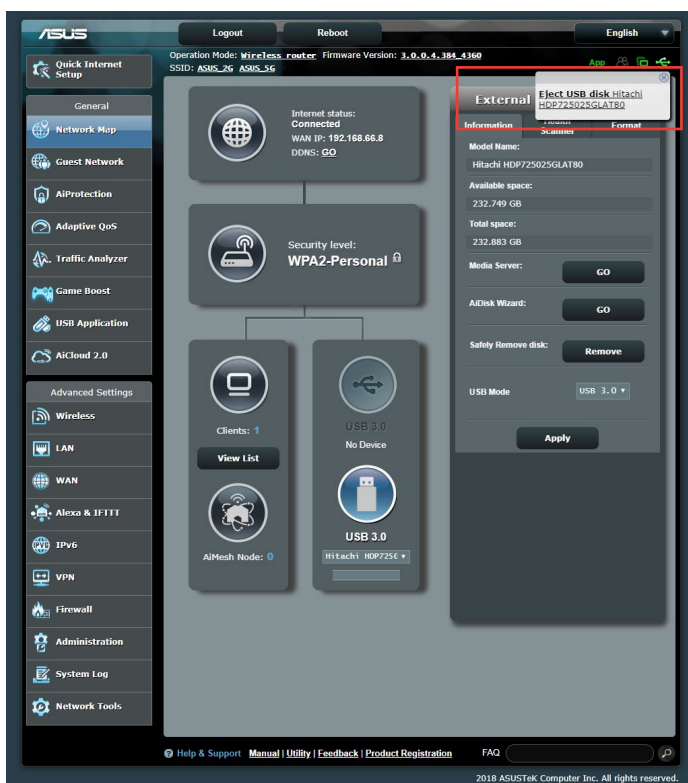 ASUS
Logout
Reboot
English
Operation Mode: Wireless router Firmware Version: 3.0.0.4.384_4360
SSID: ASUS_2G ASUS_5G
App
Quick Internet
Setup
General
Network Map
Guest Network
AiProtection
Adaptive QoS
Traffic Analyzer
Game Boost
USB Application
AiCloud 2.0
Advanced Settings
Wireless
LAN
WAN
Alexa & IFTTT
IPv6
VPN
Firewall
Administration
System Log
Network Tools
Internet status:
Connected
WAN IP: 192.168.66.8
DDNS: GO
Security level:
WPA2-Personal
Clients: 1
View List
AiMesh Node: 0
USB 3.0
No Device
USB 3.0
Hitachi HDP725
External
Eject USB disk Hitachi
HDP725025GLAT80
Information
Scanner
Format
Model Name:
Hitachi HDP725025GLAT80
Available space:
232.749 GB
Total space:
232.883 GB
Media Server:
GO
AiDisk Wizard:
GO
Safely Remove disk:
Remove
USB Mode
USB 3.0
Apply
Help & Support Manual | Utility | Feedback | Product Registration
FAQ
2018 ASUSTeK Computer Inc. All rights reserved.